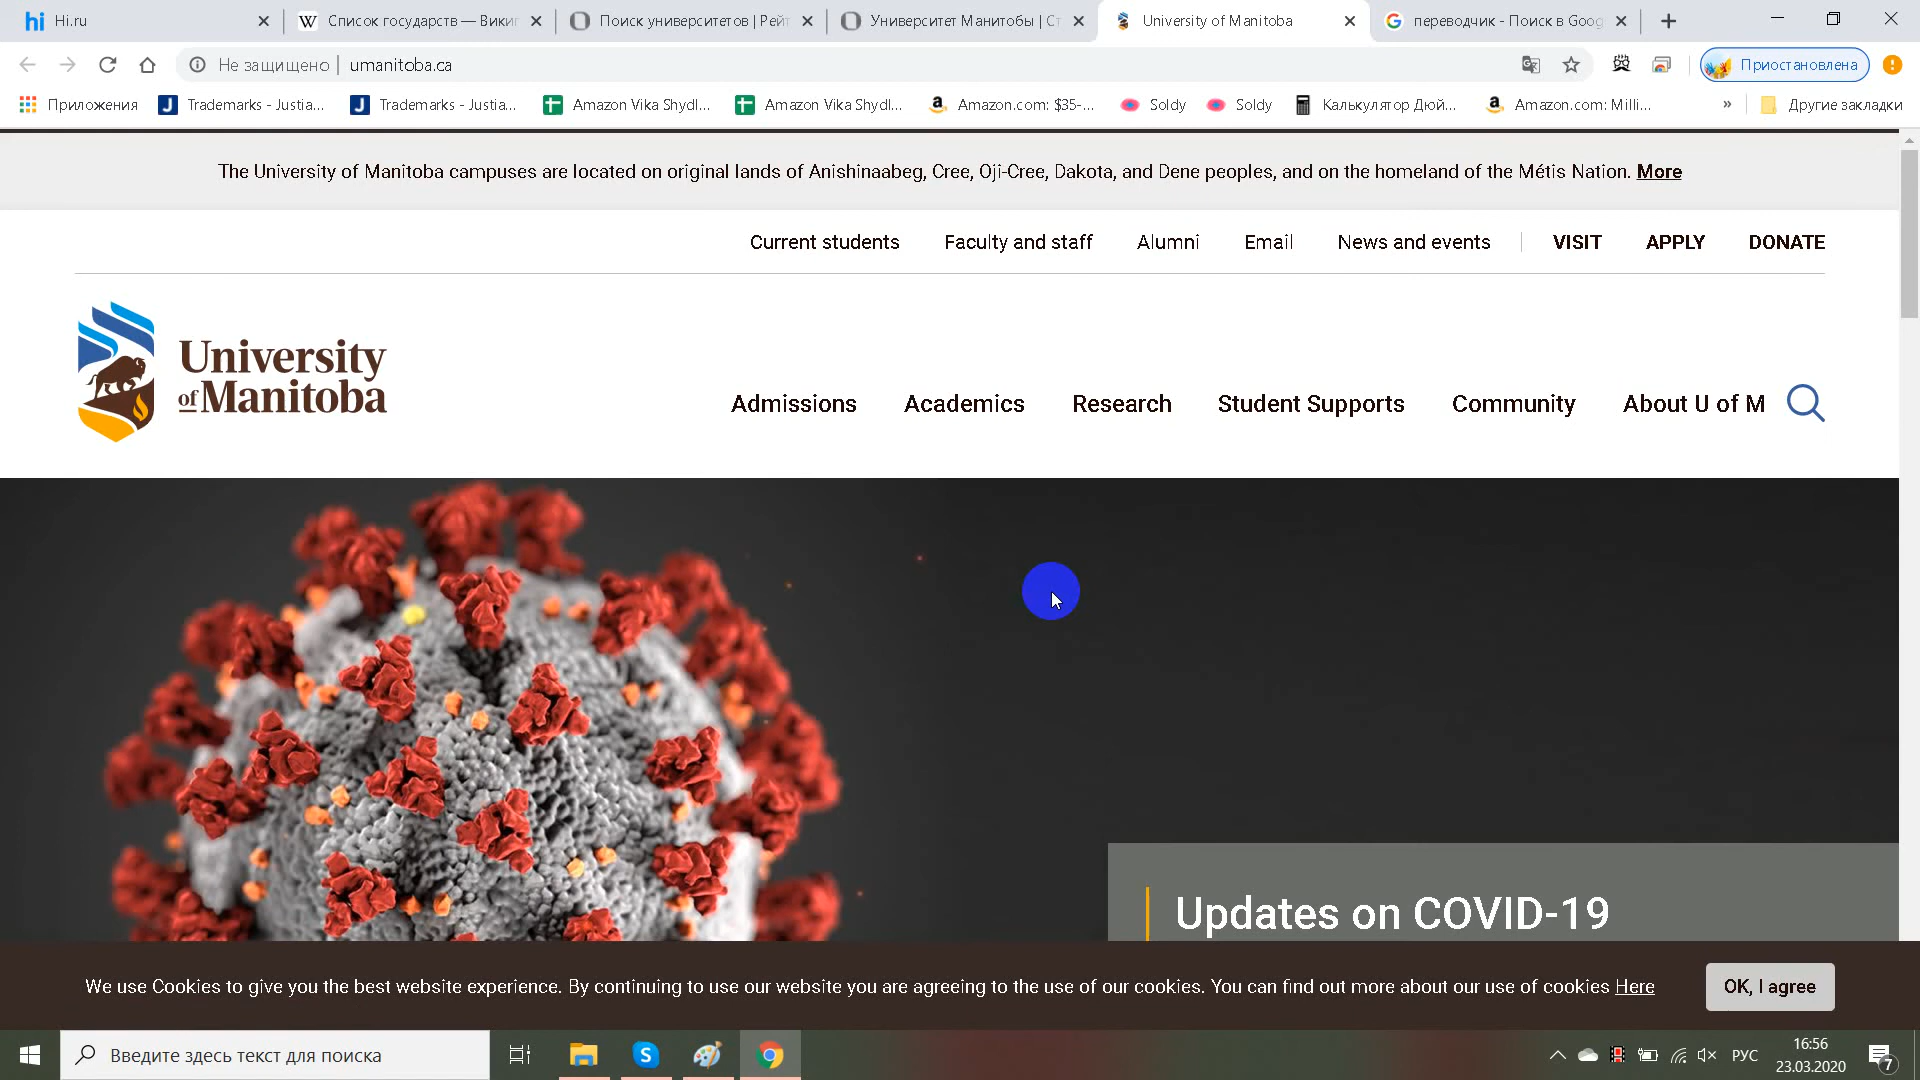 Hi.ru
Список государств — Вики
Поиск университетов | Рейт
Университет Манитобы | Ст
University of Manitoba
переводчик - Поиск в Goog
Не защищено | umanitoba.ca
Приостановлена
Приложения
Trademarks - Justia...
Trademarks - Justia...
Amazon Vika Shydl...
Amazon Vika Shydl...
Amazon.com: $35-...
Soldy
Soldy
Калькулятор Дюй...
Amazon.com: Milli...
»
Другие закладки
The University of Manitoba campuses are located on original lands of Anishinaabeg, Cree, Oji-Cree, Dakota, and Dene peoples, and on the homeland of the Métis Nation. More
Current students
Faculty and staff
Alumni
Email
News and events
VISIT
APPLY
DONATE
University
of Manitoba
Admissions
Academics
Research
Student Supports
Community
About U of M
Updates on COVID-19
We use Cookies to give you the best website experience. By continuing to use our website you are agreeing to the use of our cookies. You can find out more about our use of cookies Here
OK, I agree
Введите здесь текст для поиска
РУС
16:56
23.03.2020
7